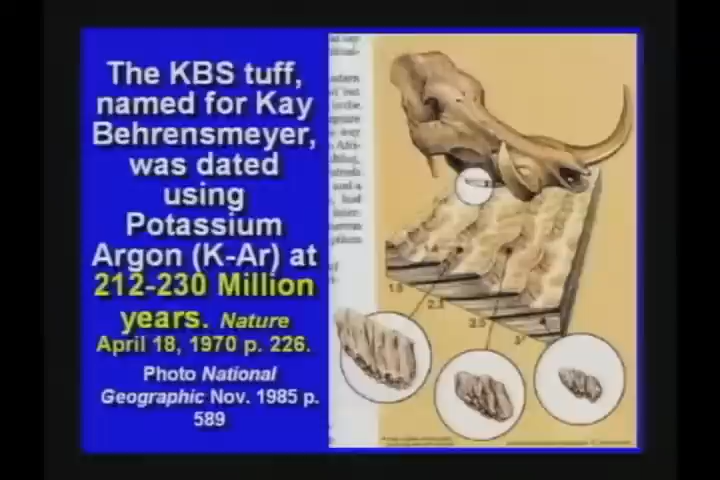 The KBS tuff,
named for Kay
Behrensmeyer,
was dated
using
Potassium
Argon (K-Ar) at
212-230 Million
years. Nature
April 18, 1970 p. 226.
Photo National
Geographic Nov. 1985 p.
589